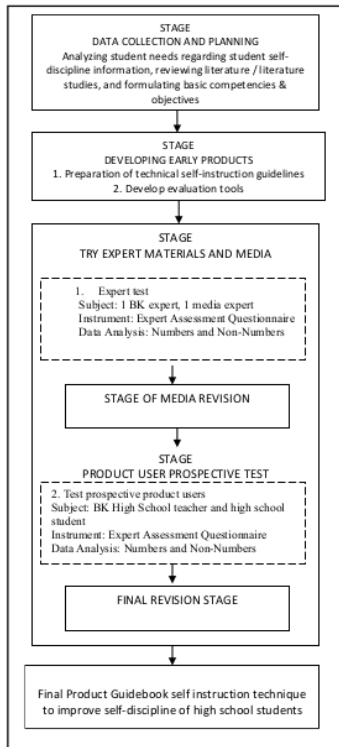 STAGE
DATA COLLECTION AND PLANNING
Analyzing student needs regarding student self-
discipline information, reviewing literature / literature
studies, and formulating basic competencies &
objectives
STAGE
DEVELOPING EARLY PRODUCTS
1. Preparation of technical self-instruction guidelines
2. Develop evaluation tools
STAGE
TRY EXPERT MATERIALS AND MEDIA
1. Expert test
Subject: 1 BK expert, 1 media expert
Instrument: Expert Assessment Questionnaire
Data Analysis: Numbers and Non-Numbers
STAGE OF MEDIA REVISION
STAGE
PRODUCT USER PROSPECTIVE TEST
2. Test prospective product users
Subject: BK High School teacher and high school
student
Instrument: Expert Assessment Questionnaire
Data Analysis: Numbers and Non-Numbers
FINAL REVISION STAGE
Final Product Guidebook self instruction technique
to improve self-discipline of high school students